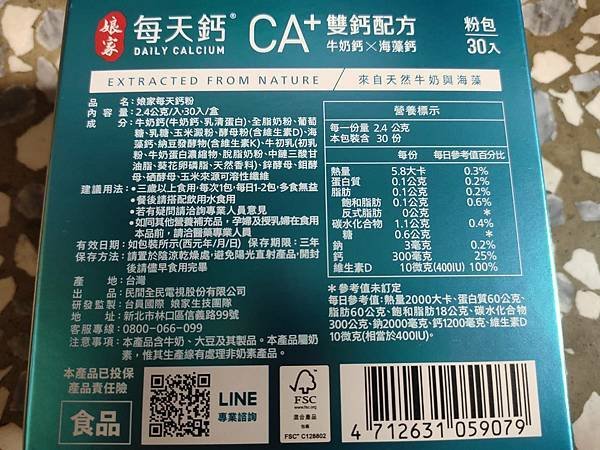 娘家 每天鈣® DAILY CALCIUM CA+ 雙鈣配方 牛奶鈣×海藻鈣 粉包 30入
EXTRACTED FROM NATURE 來自天然牛奶與海藻
品名：娘家每天鈣粉
內容量：2.4公克/入,30入/盒
成分：牛奶鈣(牛奶鈣、乳清蛋白)、全脂奶粉、葡萄
糖、乳糖、玉米澱粉、酵母粉(含維生素D)、海
藻鈣、納豆發酵物(含維生素K)、牛初乳(初乳
粉、牛奶蛋白濃縮物、脫脂奶粉、中鏈三酸甘
油脂、葵花卵磷脂、天然香料)、鋅酵母、鉬酵
母、硒酵母、玉米來源可溶性纖維
建議用法：•三歲以上食用,每次1包,每日1-2包,多食無益
•餐後請搭配飲用水食用
•若有疑問請洽詢專業人員意見
•如同其他營養補充品，孕婦及授乳婦在食用
本品前，請洽醫藥專業人員
有效日期：如包裝所示(西元年/月/日) 保存期限：三年
保存方法：請置於陰涼乾燥處,避免陽光直射產品,開封
後請儘早食用完畢
產地：台灣
出品：民間全民電視股份有限公司
研發監製：台員國際 娘家生技團隊
地址：新北市林口區信義路99號
客服專線：0800-066-099
注意事項：本產品含牛奶、大豆及其製品。本產品屬奶
素，惟其生產線有處理非奶素產品。
本產品已投保
產品責任險
食品
LINE
專業諮詢
FSC
www.fsc.org
混合產品
包裝
FSC™ C128802
營養標示
每一份量 2.4 公克
本包裝含 30 份
每份 每日參考值百分比
熱量 5.8大卡 0.3%
蛋白質 0.1公克 0.2%
脂肪 0.1公克 0.2%
飽和脂肪 0.1公克 0.6%
反式脂肪 0公克 *
碳水化合物 1.1公克 0.4%
糖 0.6公克 *
鈉 3毫克 0.2%
鈣 300毫克 25%
維生素D 10微克(400IU) 100%
*參考值未訂定
每日參考值：熱量2000大卡、蛋白質60公克、
脂肪60公克、飽和脂肪18公克、碳水化合物
300公克、鈉2000毫克、鈣1200毫克、維生素D
10微克(相當於400IU)。
4 712631 059079